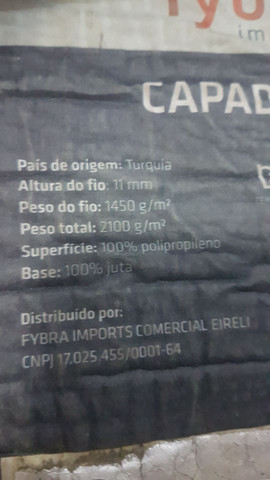 im
CAPAD
País de origem: Turquia
Altura do fio: 11 mm
Peso do fio: 1450 g/m²
Peso total: 2100 g/m²
Superfície: 100% polipropileno
Base: 100% juta
Distribuído por:
FYBRA IMPORTS COMERCIAL EIRELI
CNPJ 17.025.455/0001-64